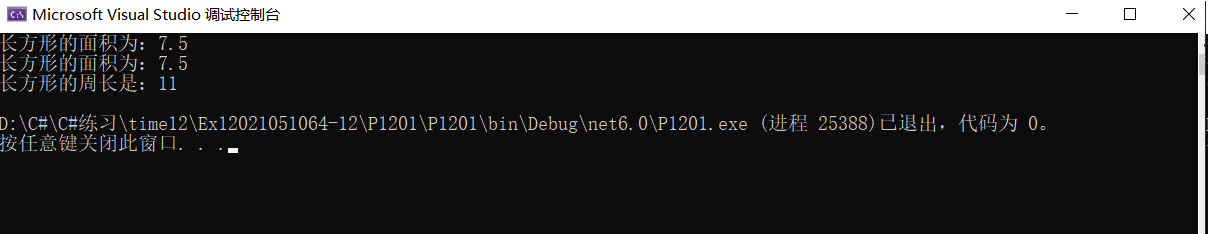 Microsoft Visual Studio 调试控制台
长方形的面积为：7.5
长方形的面积为：7.5
长方形的周长是：11
D:\C#\C#练习\time12\Ex12021051064-12\P1201\P1201\bin\Debug\net6.0\P1201.exe (进程 25388)已退出，代码为 0。
按任意键关闭此窗口. . .